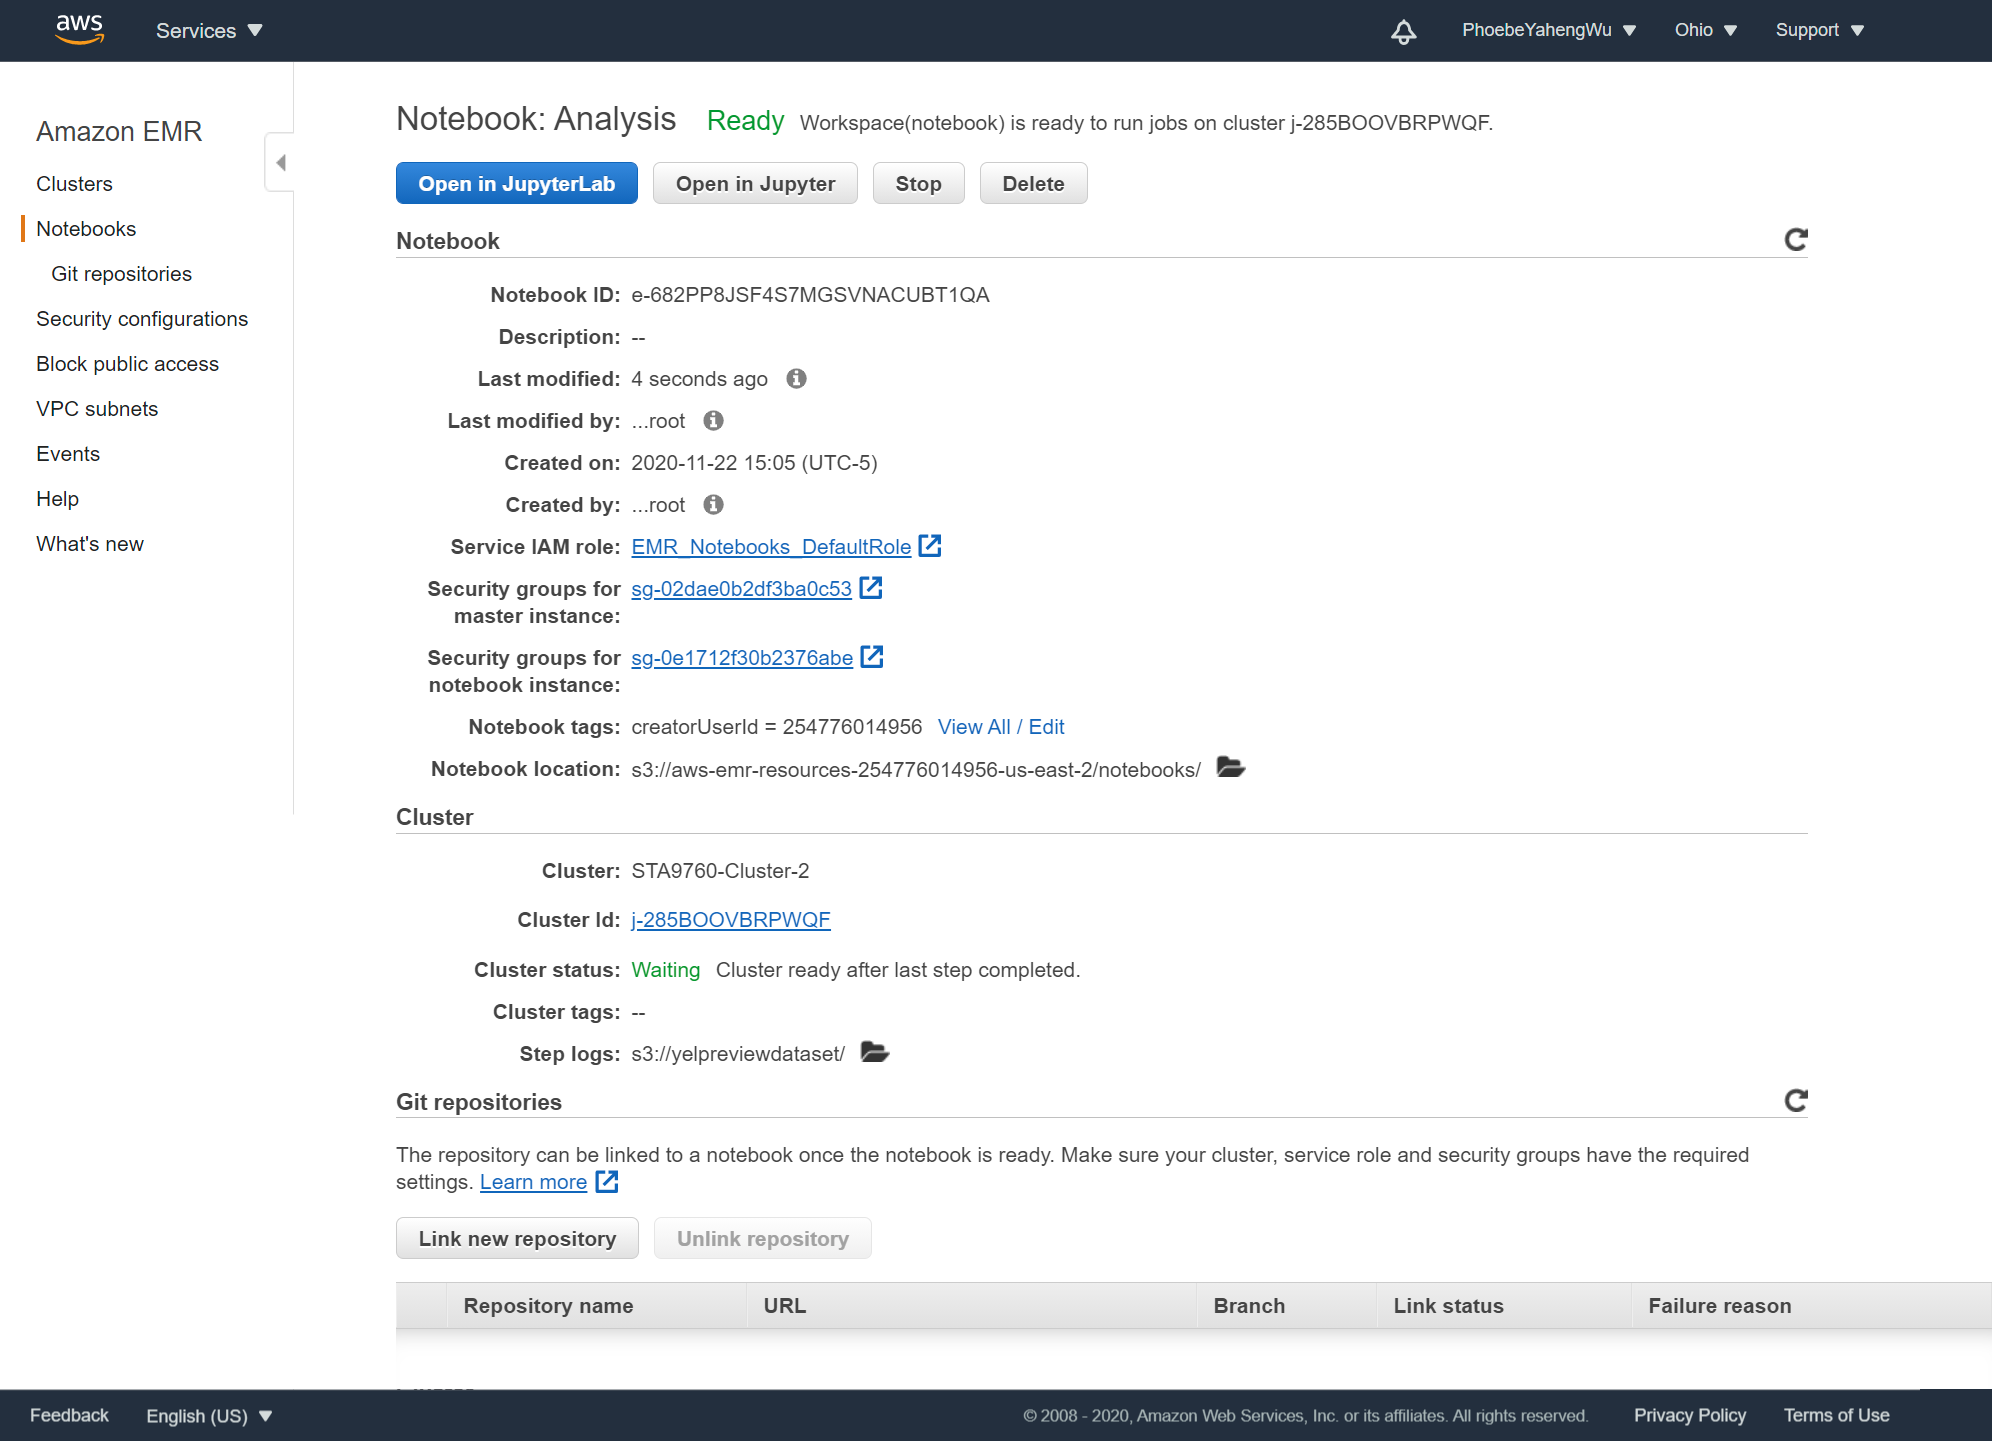 aws Services PhoebeYahengWu Ohio Support
Amazon EMR
Clusters
Notebooks
Git repositories
Security configurations
Block public access
VPC subnets
Events
Help
What's new
Notebook: Analysis Ready Workspace(notebook) is ready to run jobs on cluster j-285BOOVBRPWQF.
Open in JupyterLab Open in Jupyter Stop Delete
Notebook
Notebook ID: e-682PP8JSF4S7MGSVNACUBT1QA
Description: --
Last modified: 4 seconds ago
Last modified by: ...root
Created on: 2020-11-22 15:05 (UTC-5)
Created by: ...root
Service IAM role: EMR_Notebooks_DefaultRole
Security groups for master instance: sg-02dae0b2df3ba0c53
Security groups for notebook instance: sg-0e1712f30b2376abe
Notebook tags: creatorUserId = 254776014956 View All / Edit
Notebook location: s3://aws-emr-resources-254776014956-us-east-2/notebooks/
Cluster
Cluster: STA9760-Cluster-2
Cluster Id: j-285BOOVBRPWQF
Cluster status: Waiting Cluster ready after last step completed.
Cluster tags: --
Step logs: s3://yelpreviewdataset/
Git repositories
The repository can be linked to a notebook once the notebook is ready. Make sure your cluster, service role and security groups have the required
settings. Learn more
Link new repository Unlink repository
Repository name URL Branch Link status Failure reason
Feedback English (US) © 2008 - 2020, Amazon Web Services, Inc. or its affiliates. All rights reserved. Privacy Policy Terms of Use